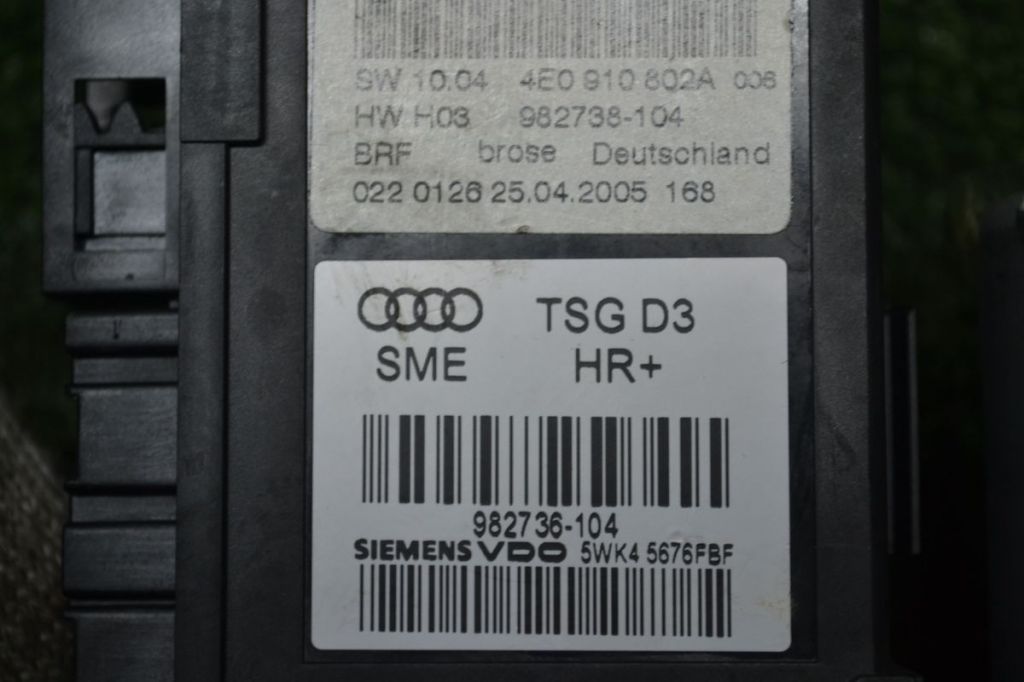 SW 10.04 4E0 910 802A 006
HW H03 982738-104
BRF brose Deutschland
022 0126 25.04.2005 168
TSG D3
SME HR+
982736-104
SIEMENS VDO 5WK4 5676FBF